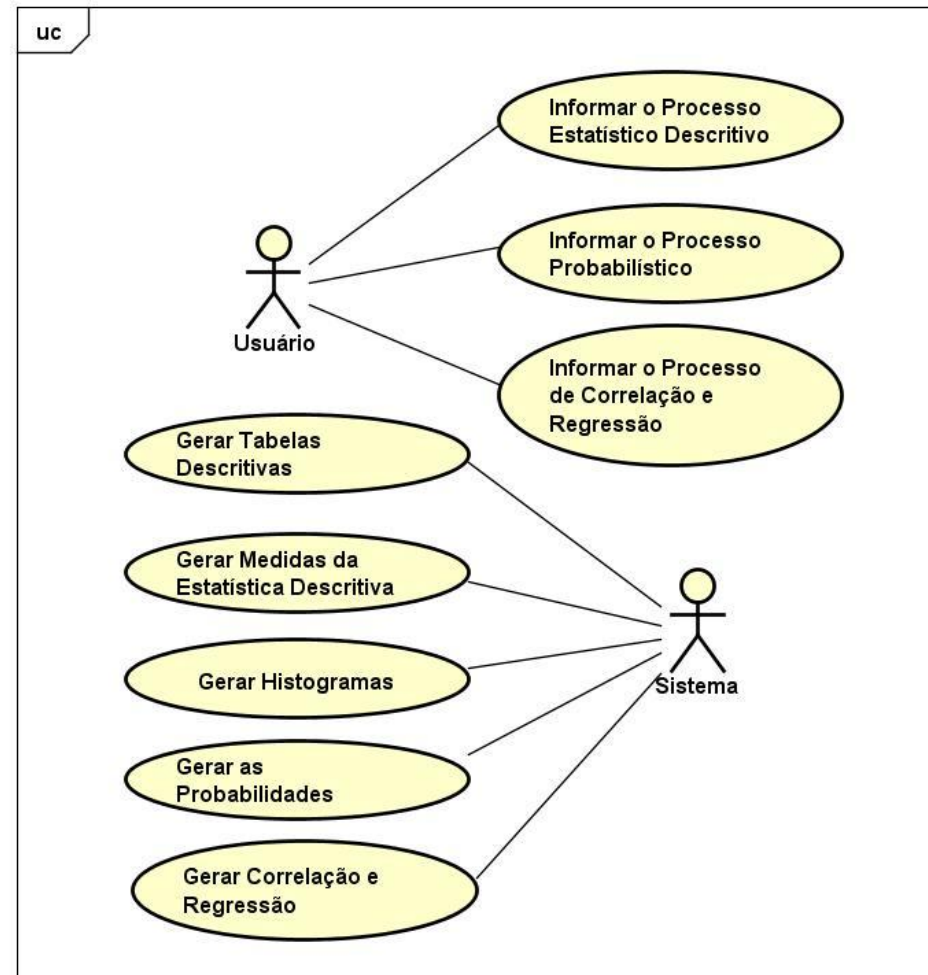 uc
Informar o Processo
Estatístico Descritivo
Informar o Processo
Probabilístico
Usuário
Informar o Processo
de Correlação e
Regressão
Gerar Tabelas
Descritivas
Gerar Medidas da
Estatística Descritiva
Gerar Histogramas
Sistema
Gerar as
Probabilidades
Gerar Correlação e
Regressão